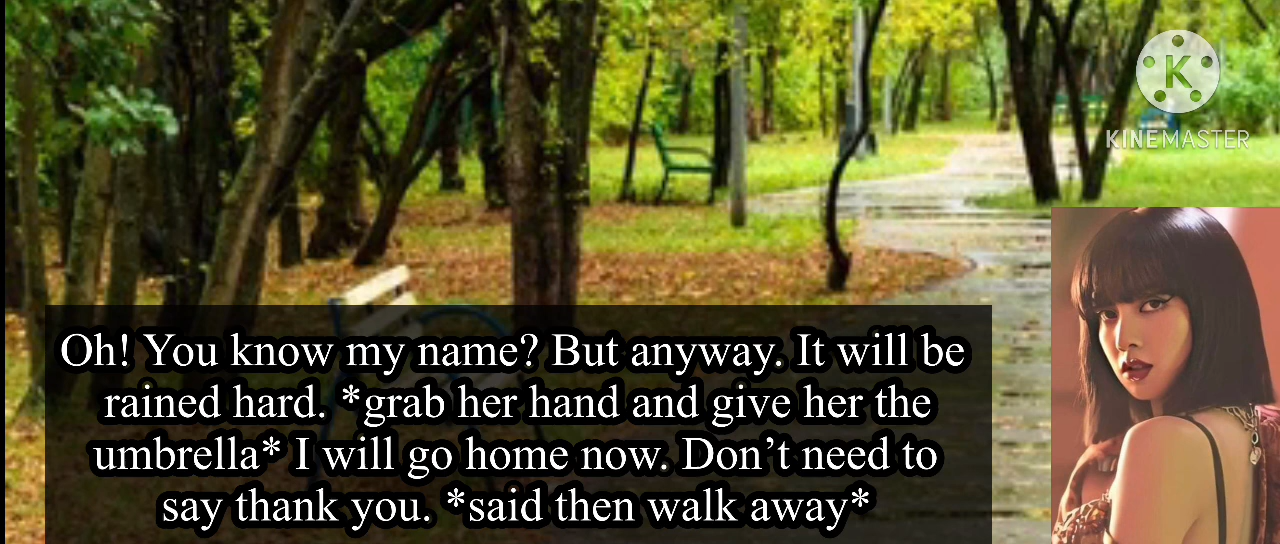 K
KINEMASTER
Oh! You know my name? But anyway. It will be
rained hard. *grab her hand and give her the
umbrella* I will go home now. Don’t need to
say thank you. *said then walk away*